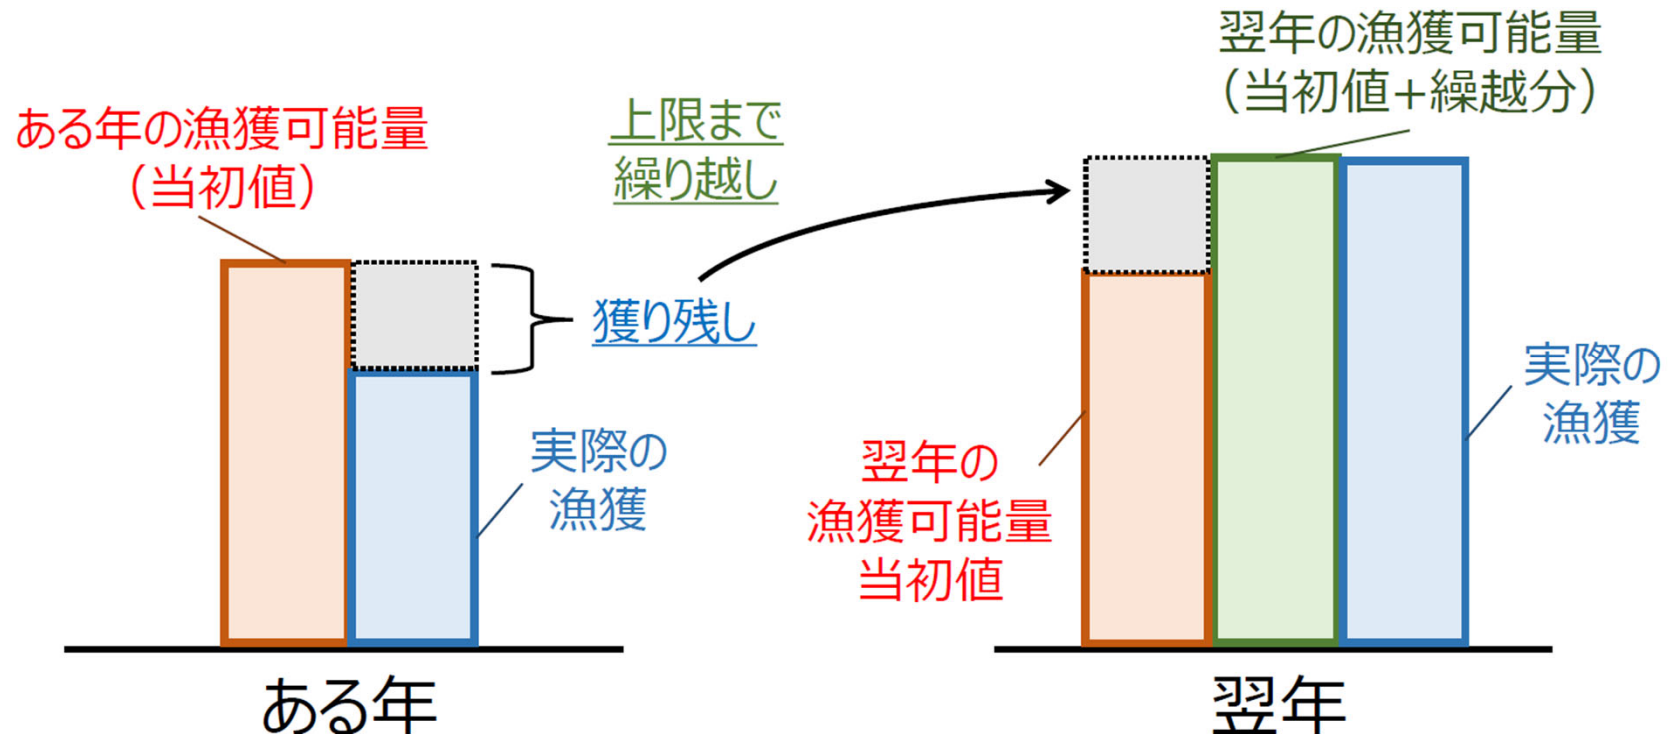 ある年の漁獲可能量
（当初値）
上限まで
繰り越し
獲り残し
実際の
漁獲
ある年
翌年の漁獲可能量
（当初値+繰越分）
翌年の
漁獲可能量
当初値
実際の
漁獲
翌年